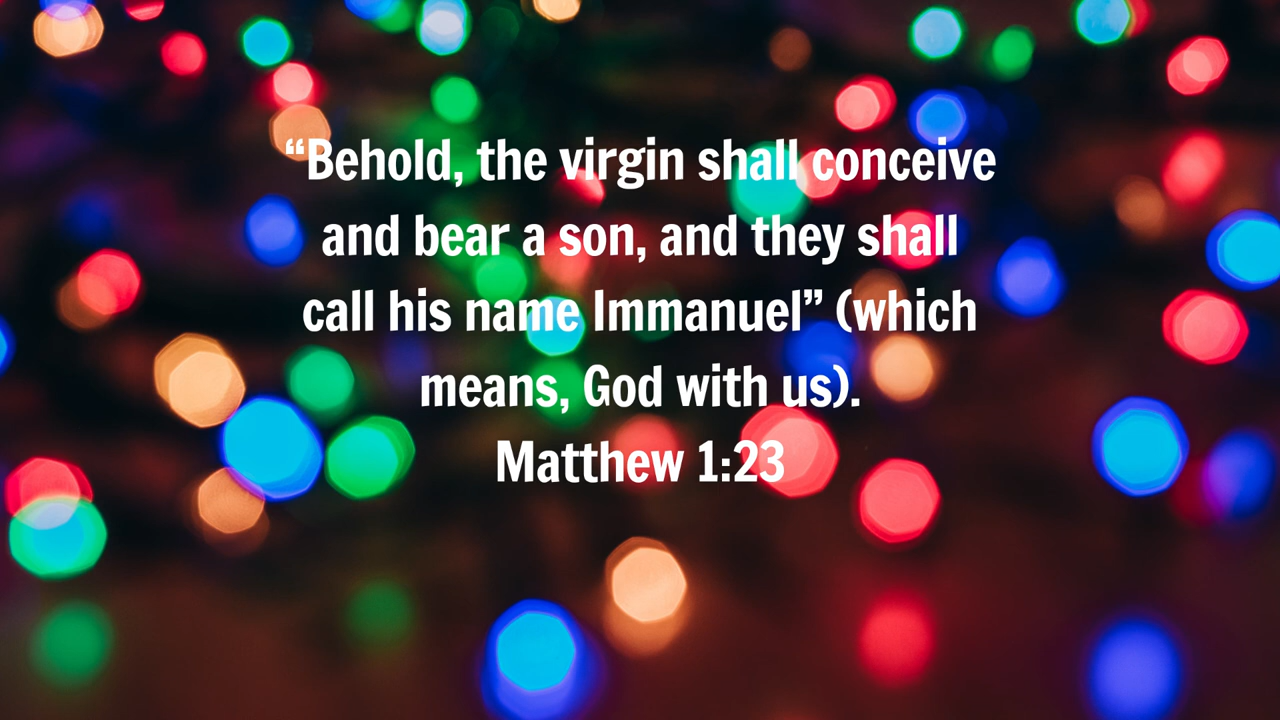 “Behold, the virgin shall conceive
and bear a son, and they shall
call his name Immanuel” (which
means, God with us).
Matthew 1:23